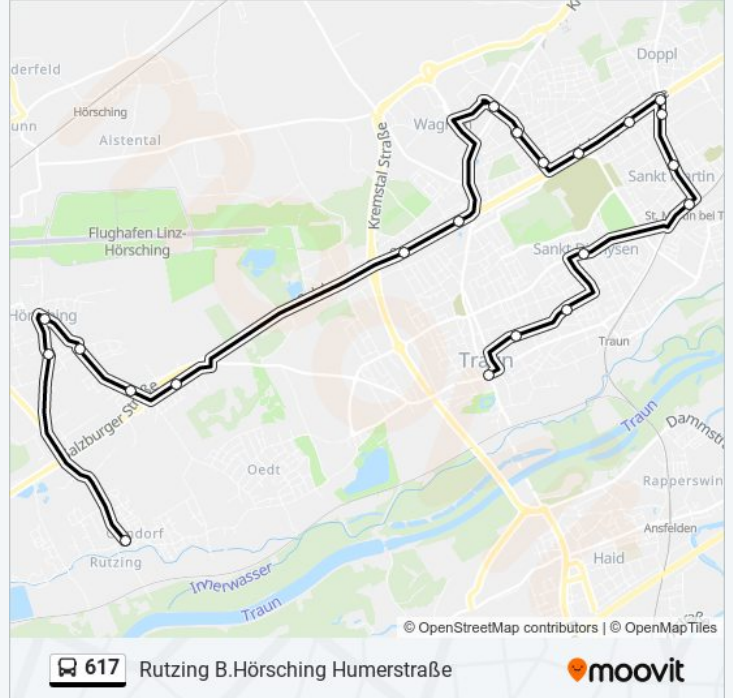 Doppl
derfeld
Hörsching
unn
Aistental
Wag
Kremstal Straße
Sankt Martin
St. Martin bei T
Flughafen Linz-
Hörsching
Sankt Dionysen
Hörsching
Traun
Traun
Salzburger Straße
Traun
Dammstr
Oedt
Rapperswin
Ansfelden
Rutzing
Haid
Innerwasser
Traun
© OpenStreetMap contributors | © OpenMapTiles
617 Rutzing B.Hörsching Humerstraße
moovit